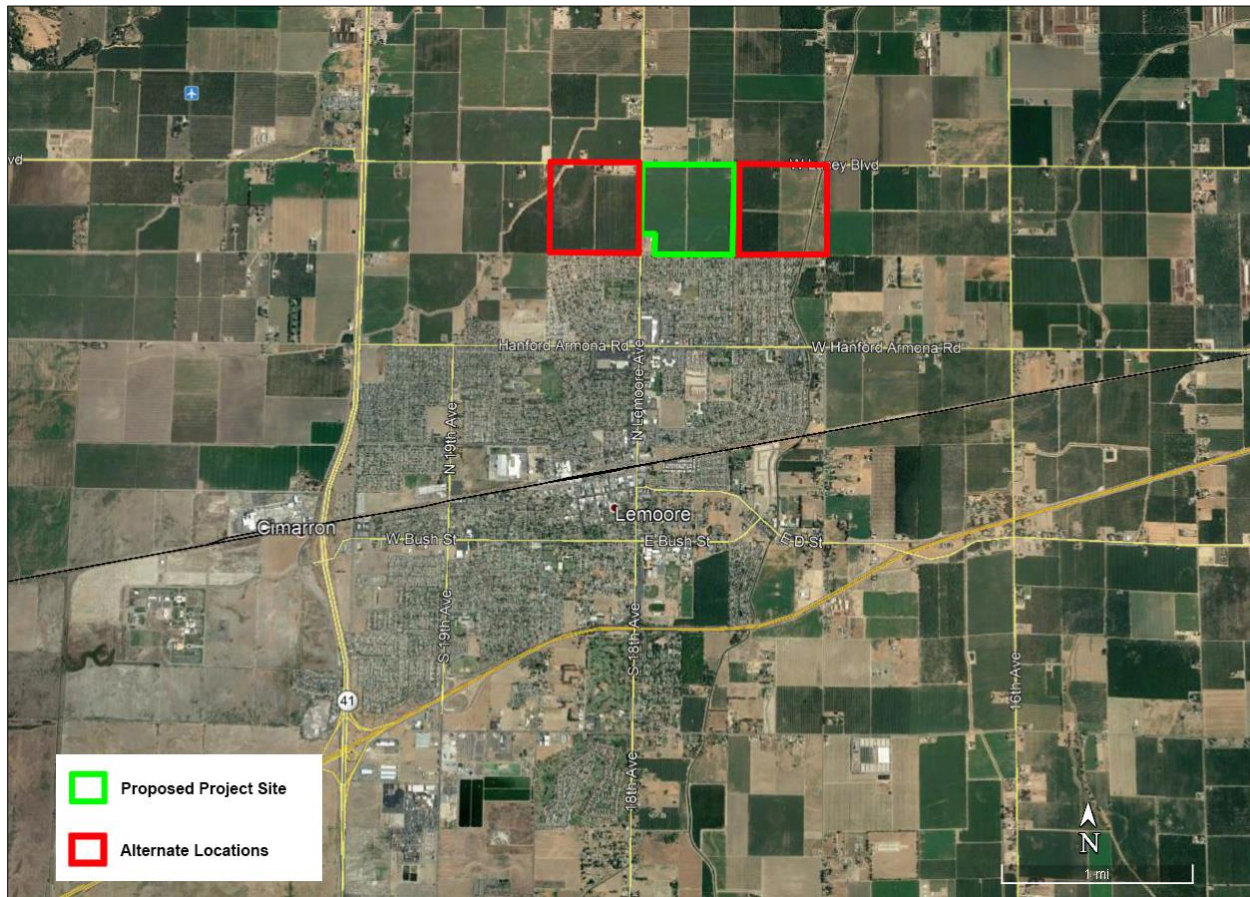 vd
W Lacey Blvd
Hanford Armona Rd
W Hanford Armona Rd
N Lemoore Ave
N 19th Ave
Lemoore
Cimarron
W Bush St
E Bush St
E D St
S 19th Ave
S 18th Ave
16th Ave
41
18th Ave
Proposed Project Site
Alternate Locations
N
1 mi